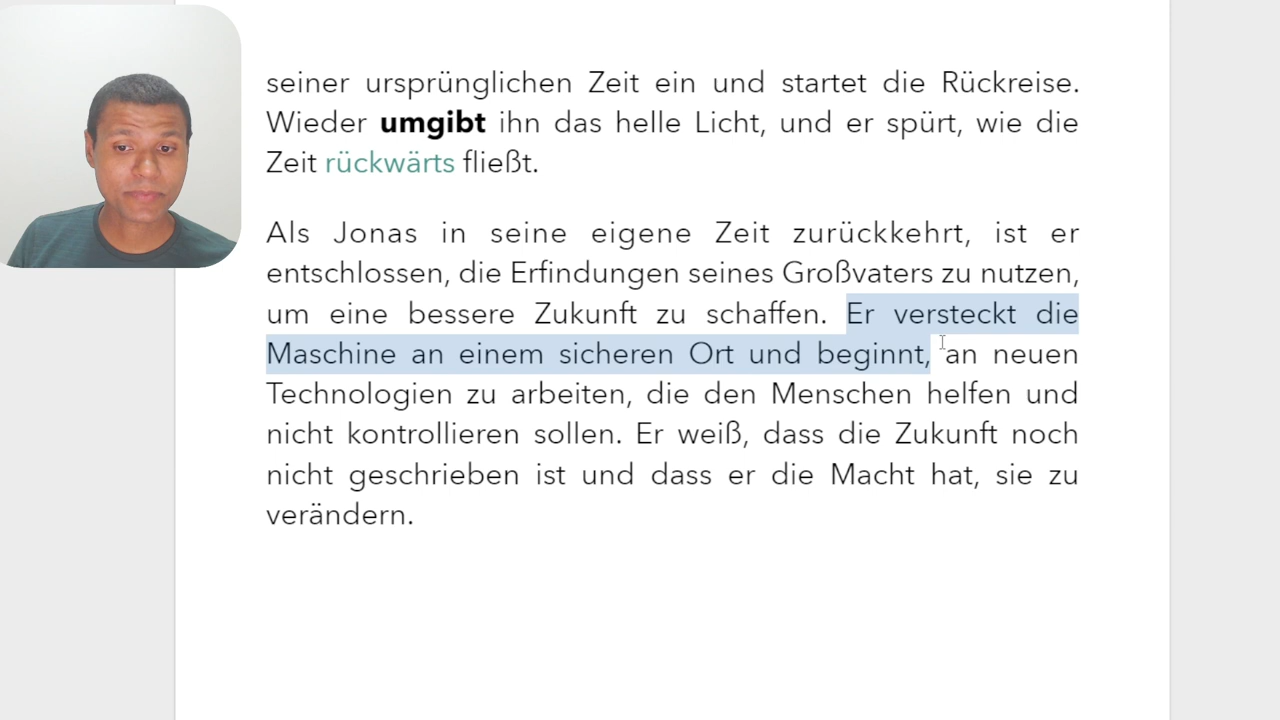 seiner ursprünglichen Zeit ein und startet die Rückreise.
Wieder umgibt ihn das helle Licht, und er spürt, wie die
Zeit rückwärts fließt.
Als Jonas in seine eigene Zeit zurückkehrt, ist er
entschlossen, die Erfindungen seines Großvaters zu nutzen,
um eine bessere Zukunft zu schaffen. Er versteckt die
Maschine an einem sicheren Ort und beginnt, an neuen
Technologien zu arbeiten, die den Menschen helfen und
nicht kontrollieren sollen. Er weiß, dass die Zukunft noch
nicht geschrieben ist und dass er die Macht hat, sie zu
verändern.